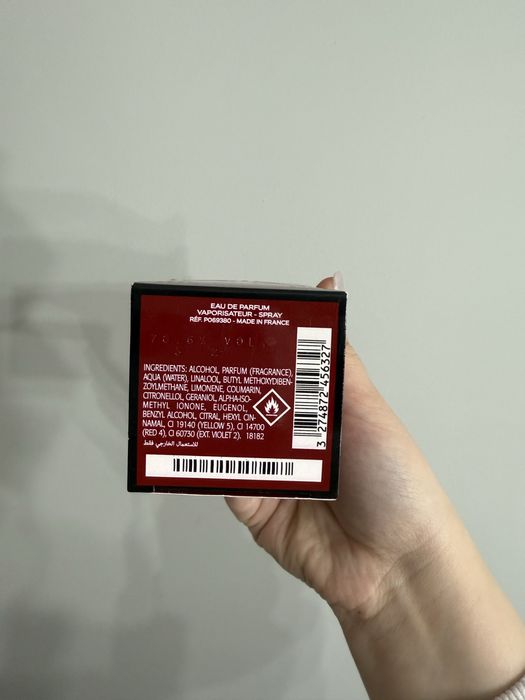 EAU DE PARFUM
VAPORISATEUR - SPRAY
RÉF. P069380 - MADE IN FRANCE
INGREDIENTS: ALCOHOL, PARFUM (FRAGRANCE),
AQUA (WATER), LINALOOL, BUTYL METHOXYDIBEN-
ZOYLMETHANE, LIMONENE, COUMARIN,
CITRONELLOL, GERANIOL, ALPHA-ISO-
METHYL IONONE, EUGENOL,
BENZYL ALCOHOL, CITRAL, HEXYL CIN-
NAMAL, CI 19140 (YELLOW 5), CI 14700
(RED 4), CI 60730 (EXT. VIOLET 2). 18182
للاستعمال الخارجي فقط
3 274872 456327